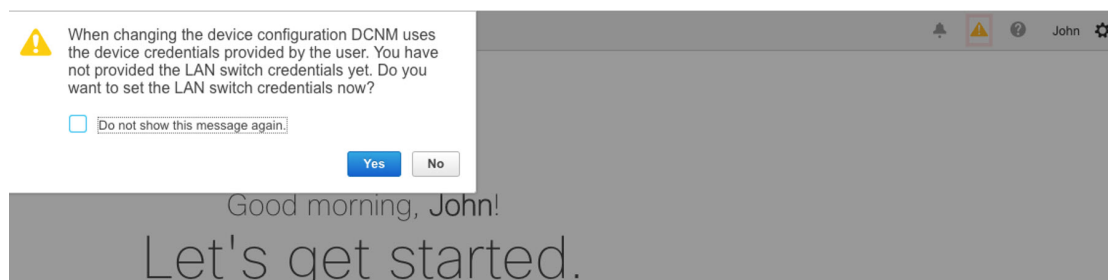 When changing the device configuration DCNM uses
the device credentials provided by the user. You have
not provided the LAN switch credentials yet. Do you
want to set the LAN switch credentials now?
John
Do not show this message again.
Yes No
Good morning, John!
Let's get started.